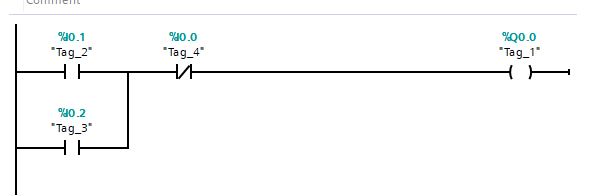 Comment
%I0.1
"Tag_2"
%I0.0
"Tag_4"
%Q0.0
"Tag_1"
%I0.2
"Tag_3"